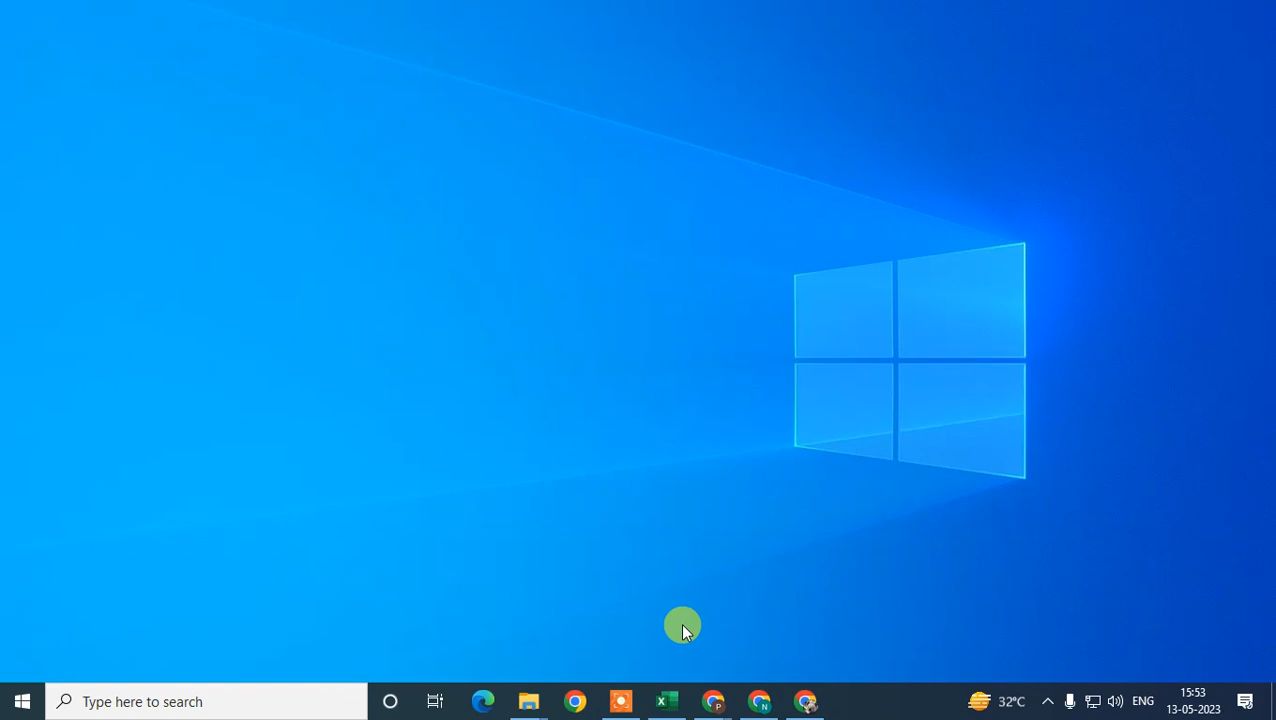 Type here to search
X
P
N
32°C
ENG
15:53
13-05-2023